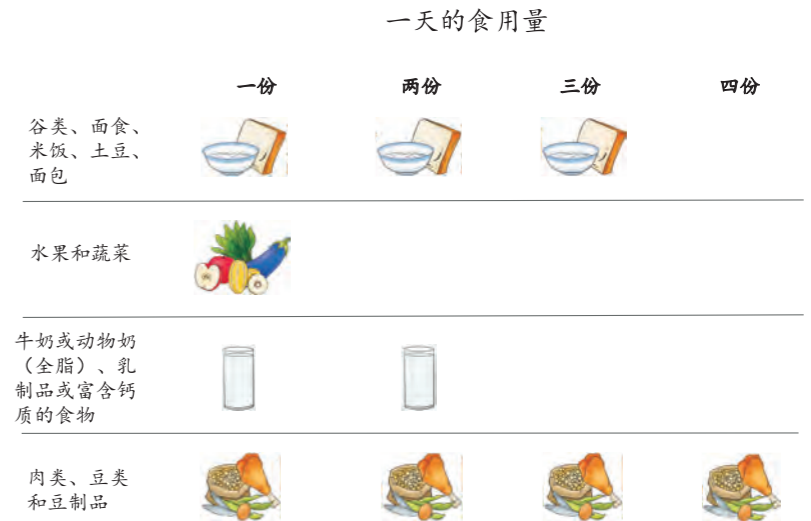 一天的食用量
一份 两份 三份 四份
谷类、面食、
米饭、土豆、
面包
水果和蔬菜
牛奶或动物奶
（全脂）、乳
制品或富含钙
质的食物
肉类、豆类
和豆制品